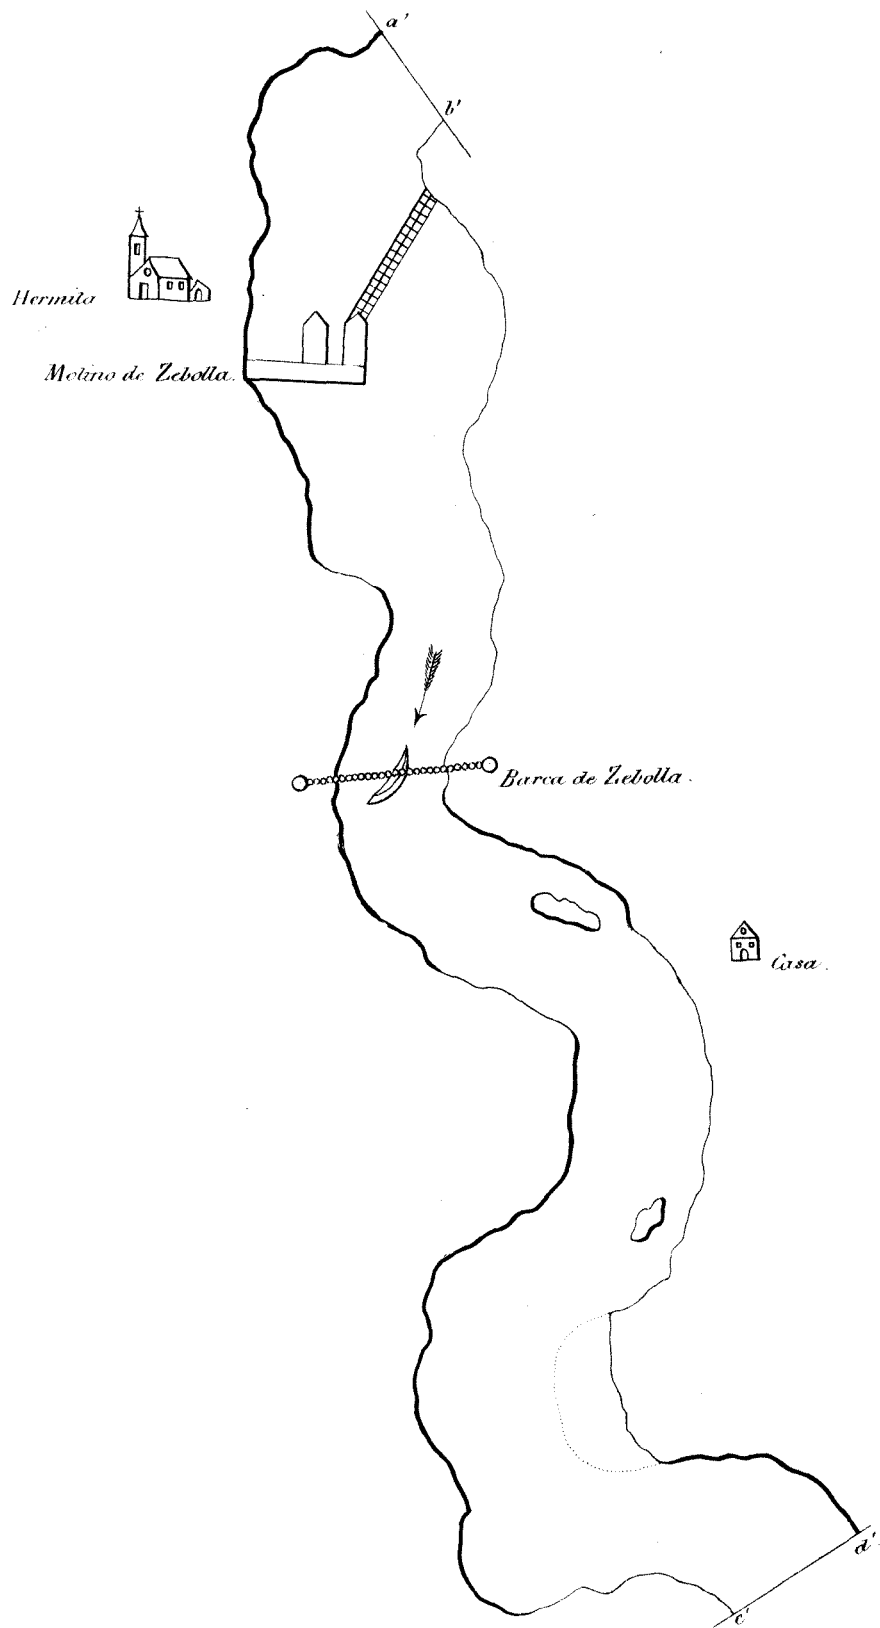 a'
b'
Hermita
Molino de Zebolla.
Barca de Zebolla.
Casa.
d'.
c'